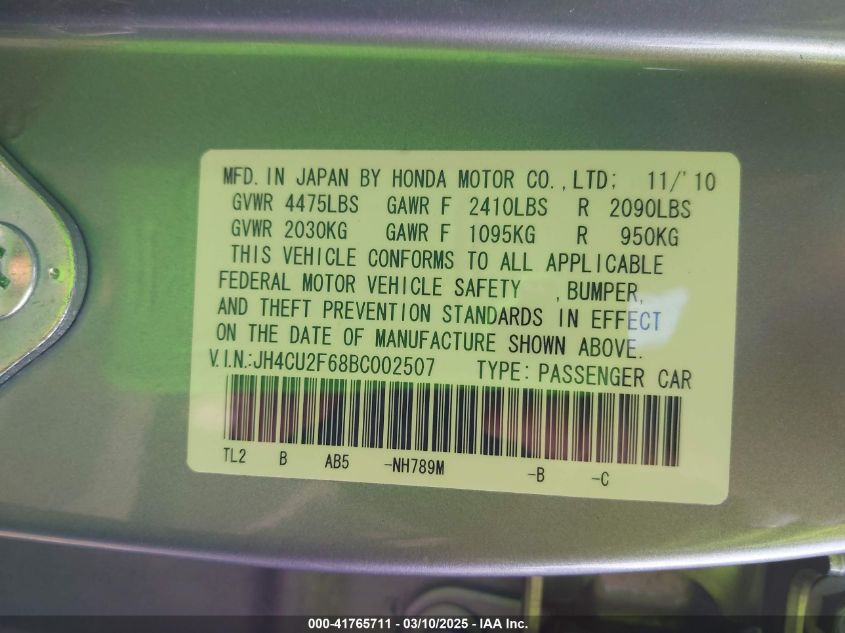 MFD. IN JAPAN BY HONDA MOTOR CO.,LTD; 11/'10
GVWR 4475LBS GAWR F 2410LBS R 2090LBS
GVWR 2030KG GAWR F 1095KG R 950KG
THIS VEHICLE CONFORMS TO ALL APPLICABLE
FEDERAL MOTOR VEHICLE SAFETY , BUMPER,
AND THEFT PREVENTION STANDARDS IN EFFECT
ON THE DATE OF MANUFACTURE SHOWN ABOVE.
V.I.N.:JH4CU2F68BC002507 TYPE:PASSENGER CAR
TL2 B AB5 -NH789M -B -C
000-41765711 — 03/10/2025 — IAA Inc.